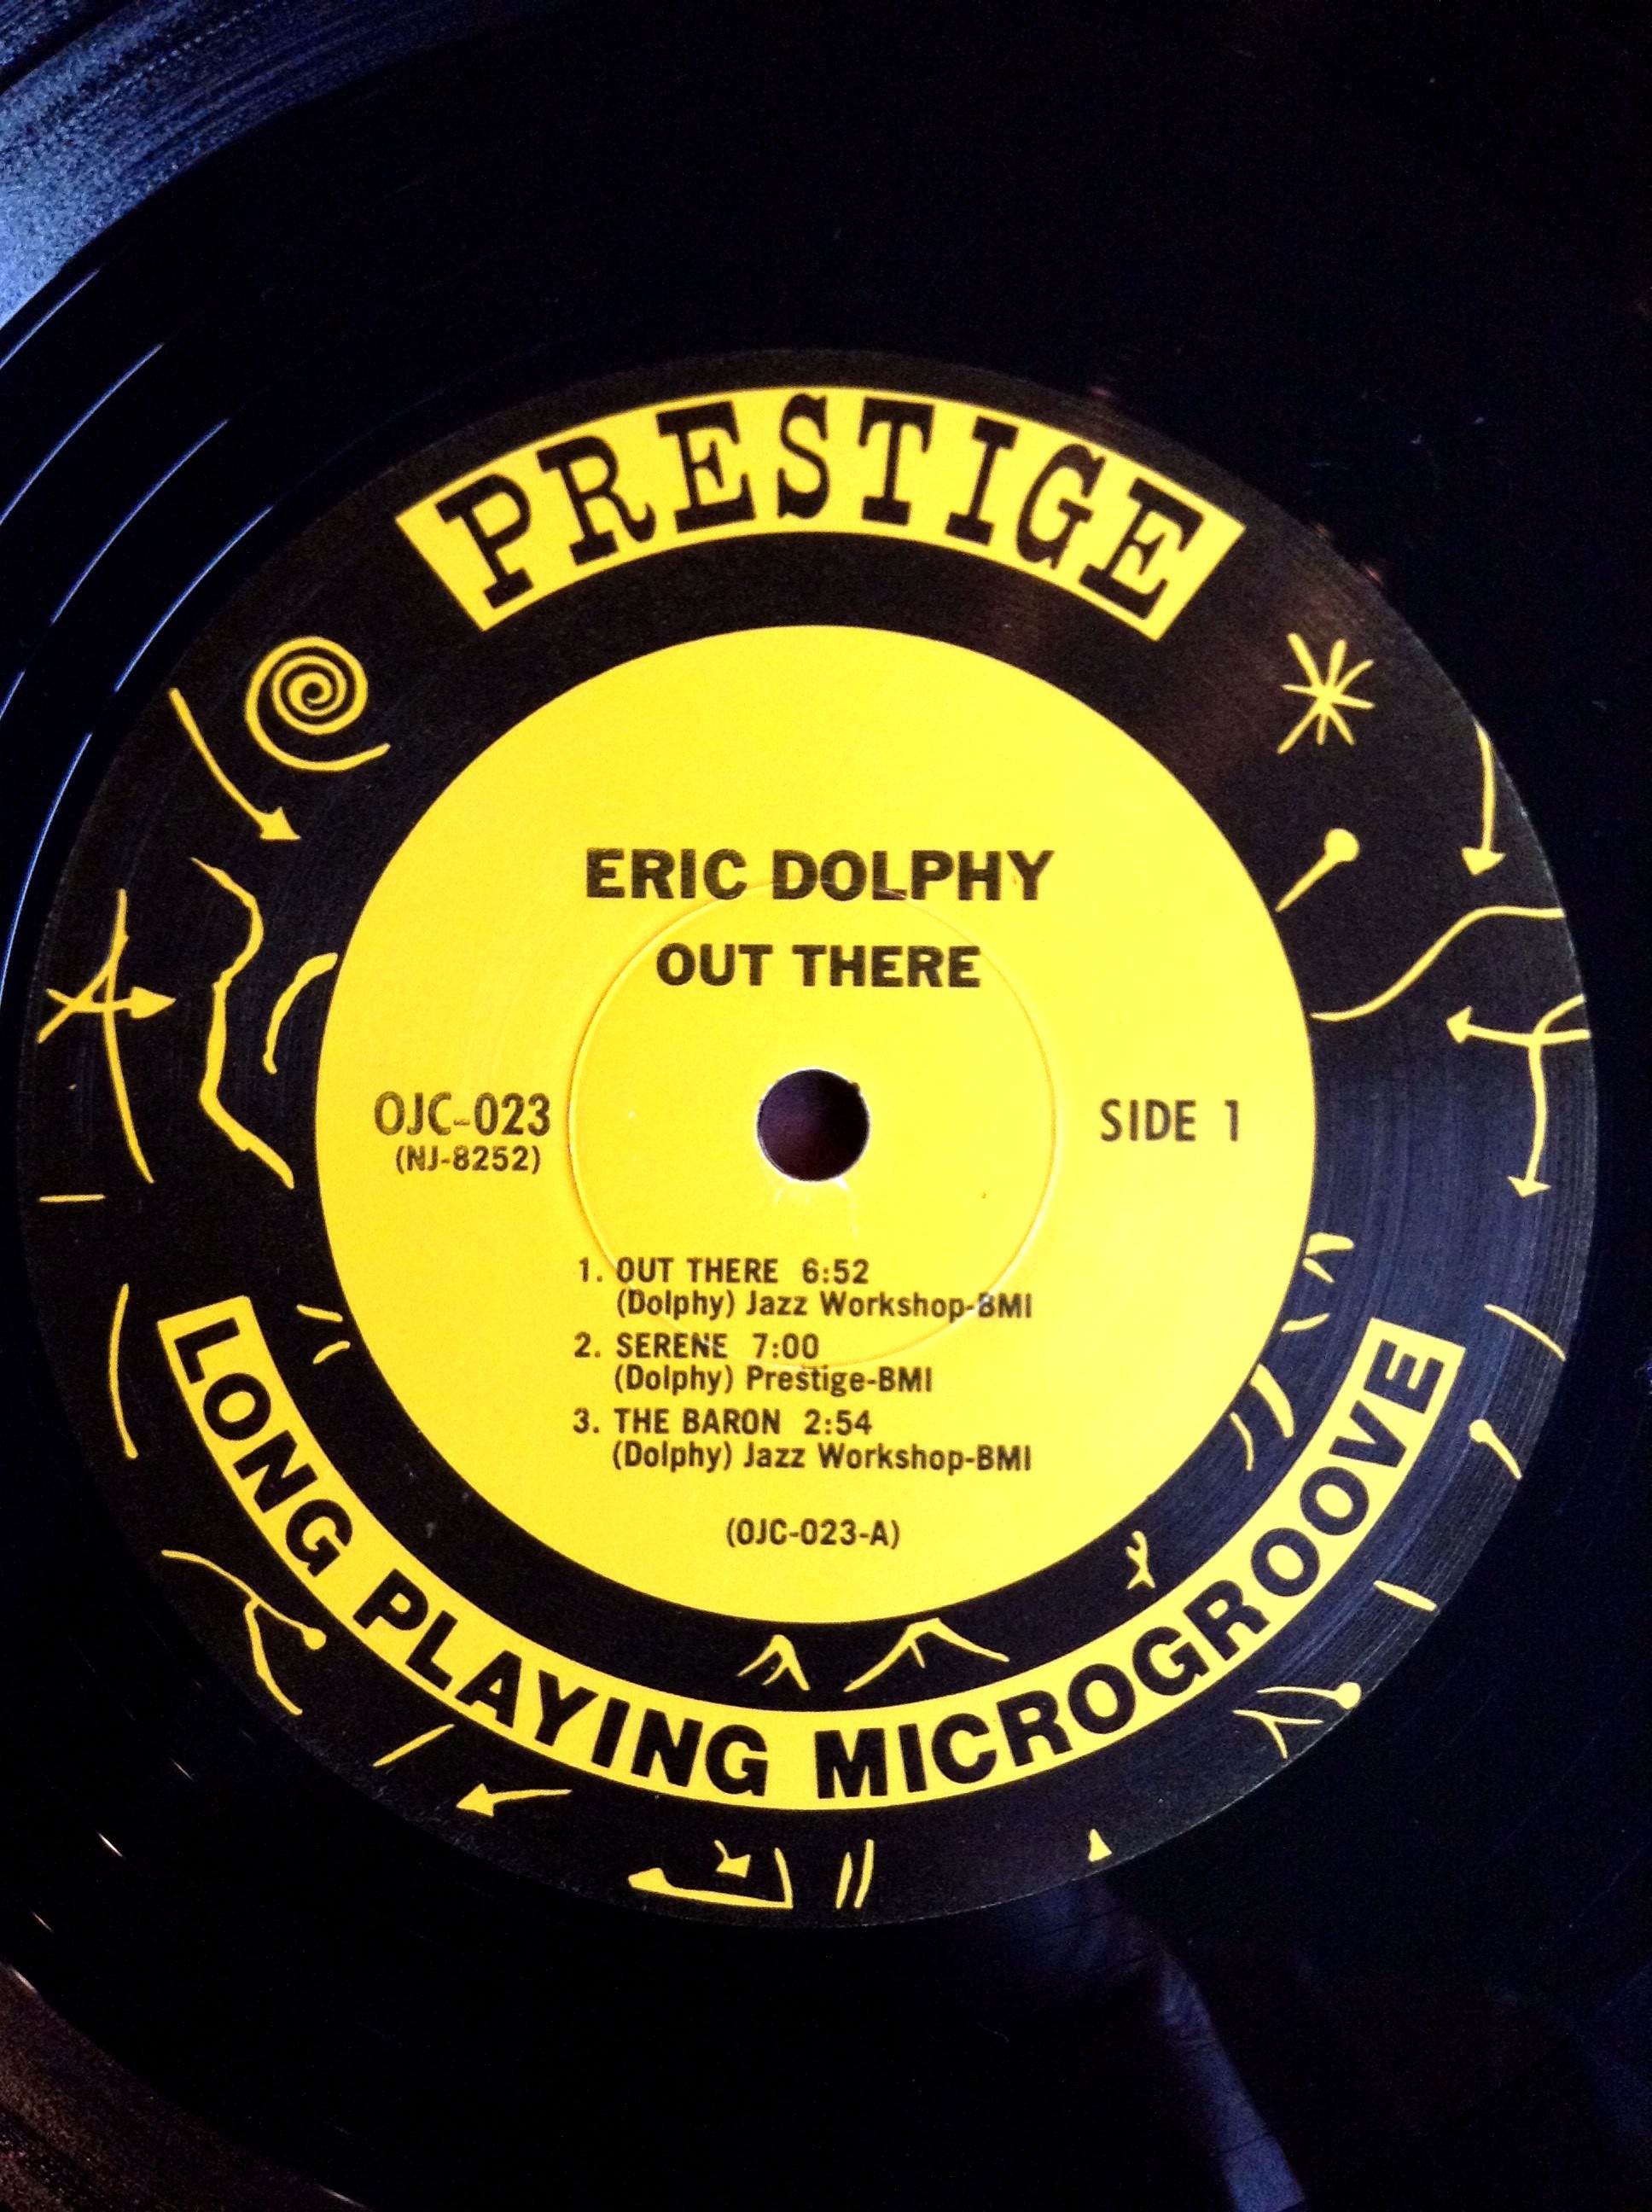 PRESTIGE
ERIC DOLPHY
OUT THERE
OJC-023
(NJ-8252)
SIDE 1
1. OUT THERE 6:52
(Dolphy) Jazz Workshop-BMI
2. SERENE 7:00
(Dolphy) Prestige-BMI
3. THE BARON 2:54
(Dolphy) Jazz Workshop-BMI
(OJC-023-A)
LONG PLAYING MICROGROOVE